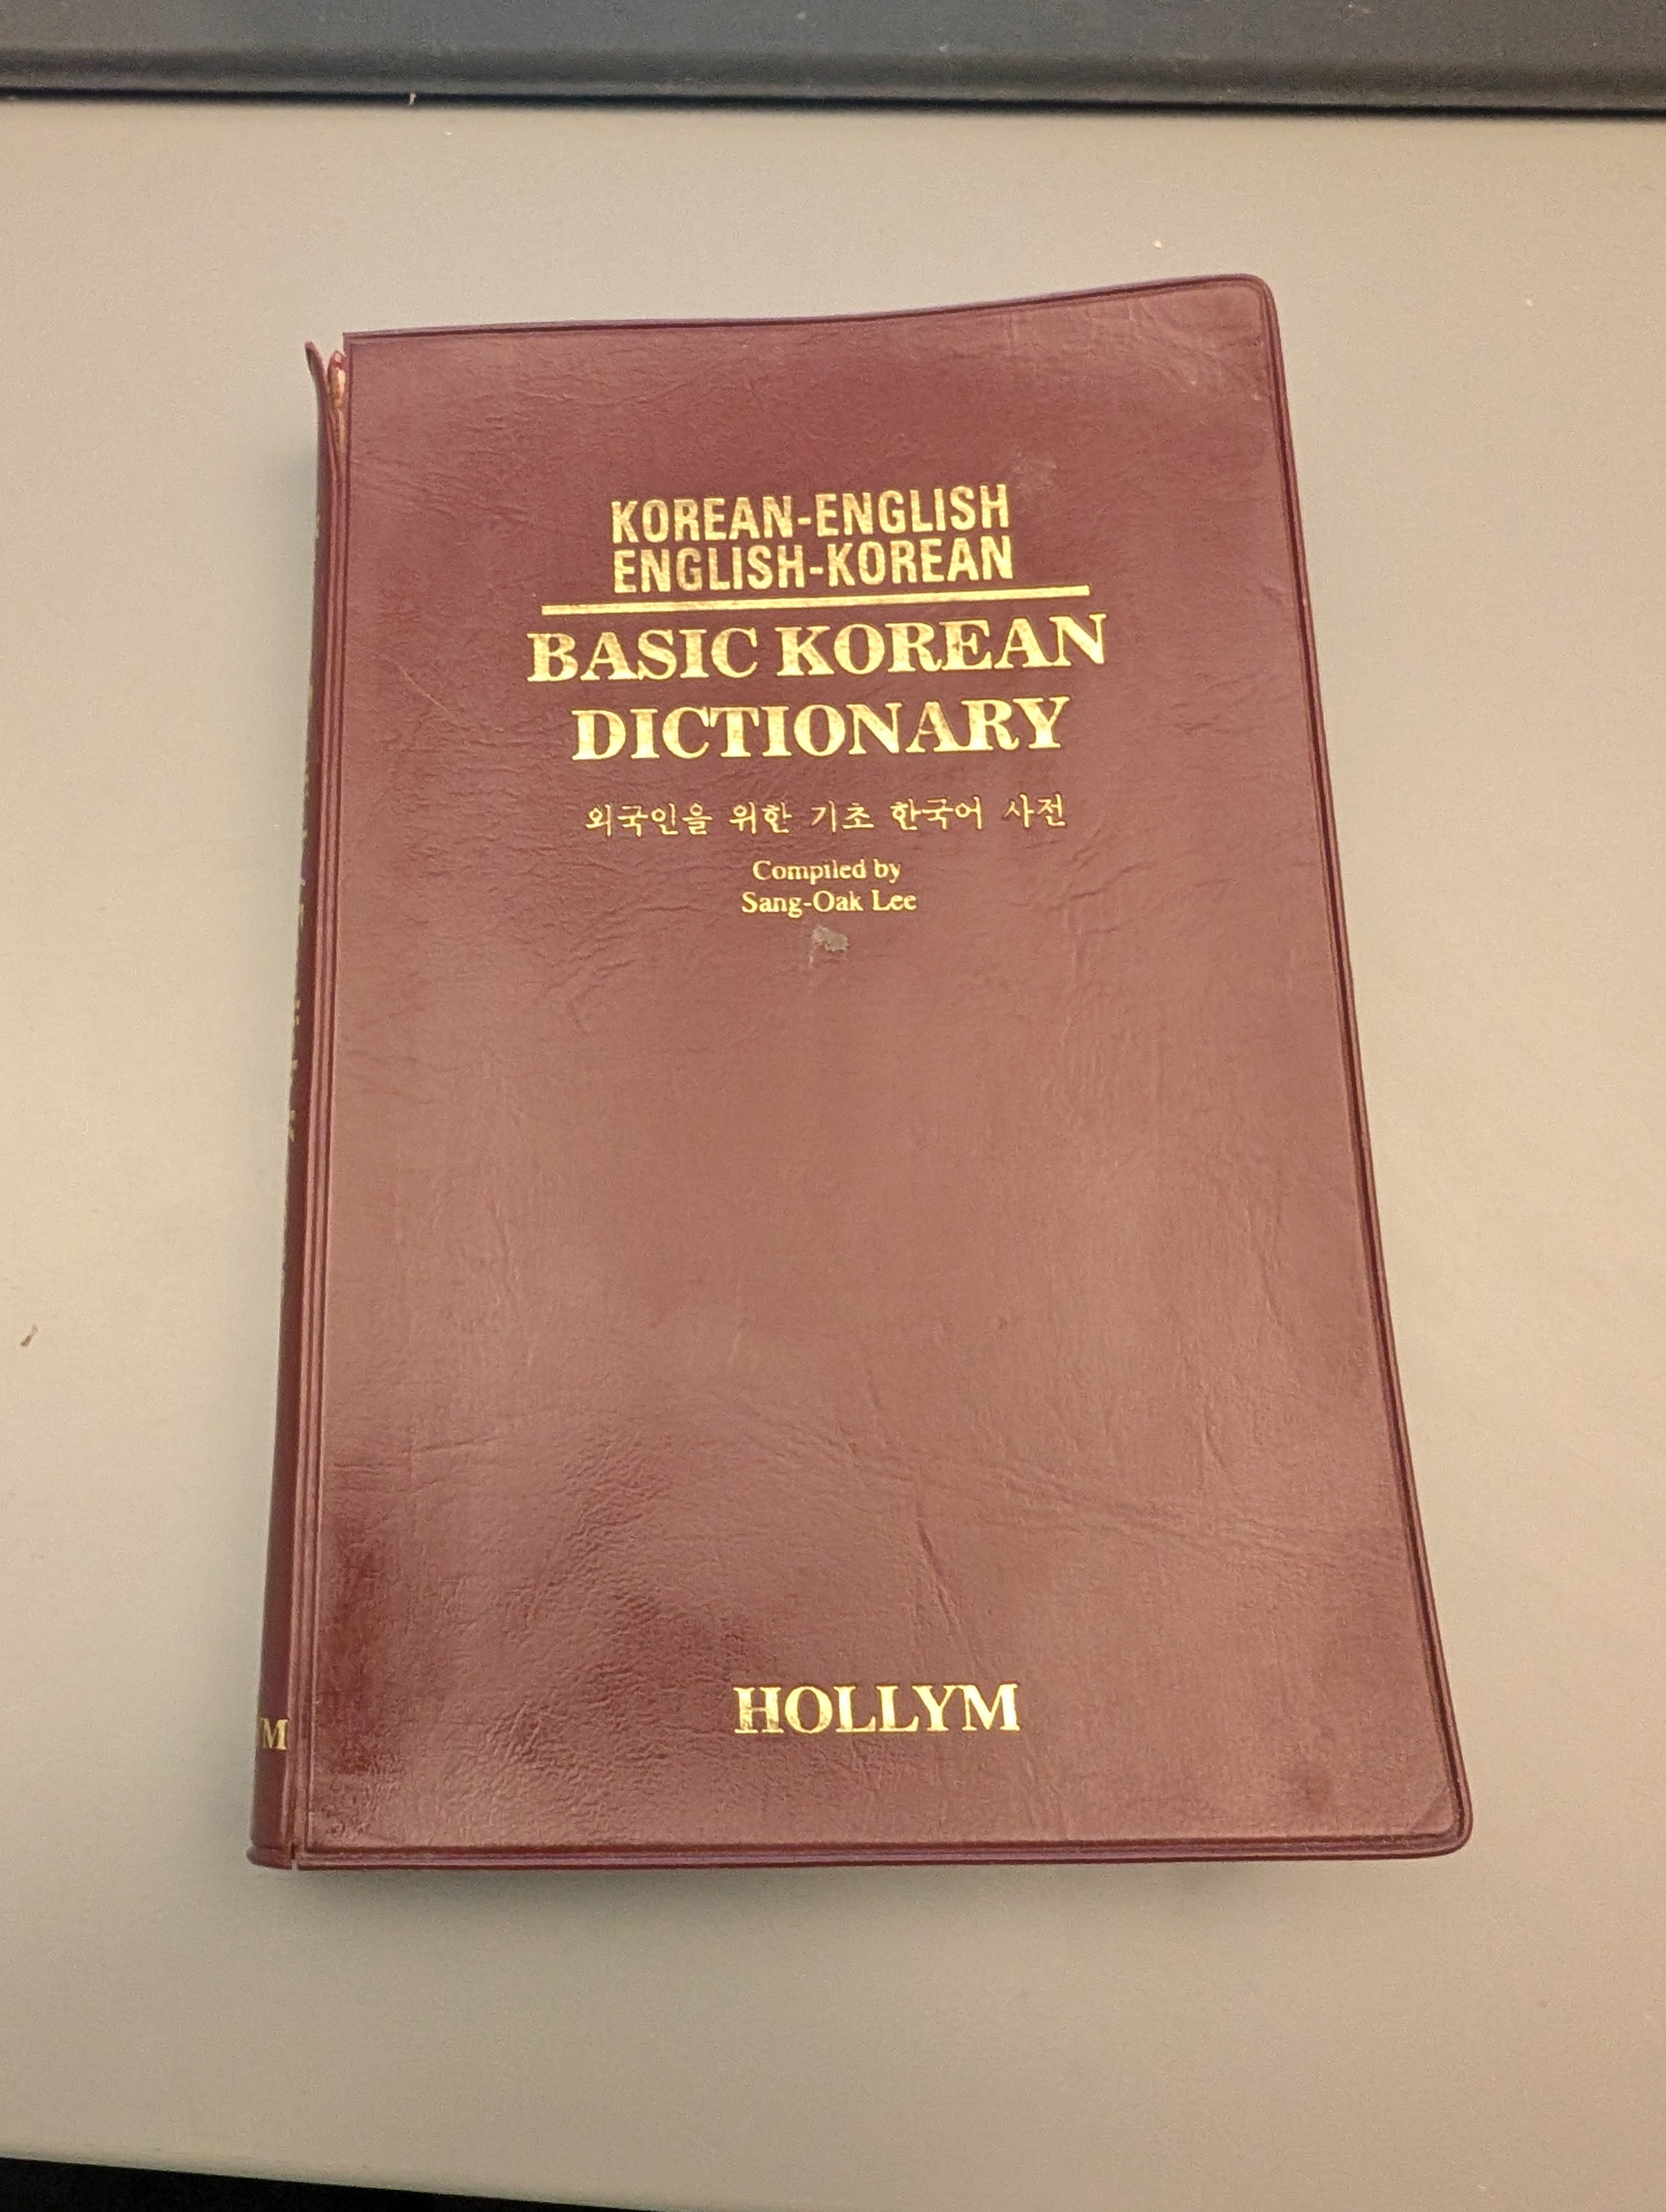 KOREAN-ENGLISH
ENGLISH-KOREAN
BASIC KOREAN
DICTIONARY
외국인을 위한 기초 한국어 사전
Compiled by
Sang-Oak Lee
HOLLYM